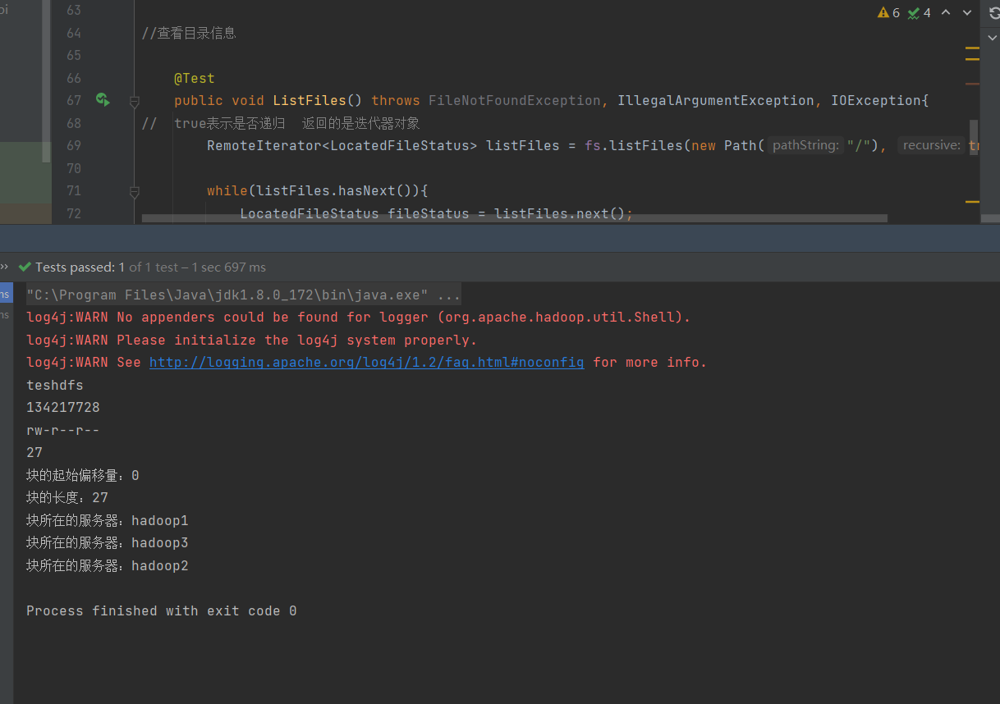 pi
63
6 4
64 //查看目录信息
65
66 @Test
67 public void ListFiles() throws FileNotFoundException, IllegalArgumentException, IOException{
68 // true表示是否递归 返回的是迭代器对象
69 RemoteIterator<LocatedFileStatus> listFiles = fs.listFiles(new Path( pathString: "/"), recursive: tr
70
71 while(listFiles.hasNext()){
72 LocatedFileStatus fileStatus = listFiles.next();
>> Tests passed: 1 of 1 test – 1 sec 697 ms
ms "C:\Program Files\Java\jdk1.8.0_172\bin\java.exe" ...
ms log4j:WARN No appenders could be found for logger (org.apache.hadoop.util.Shell).
log4j:WARN Please initialize the log4j system properly.
log4j:WARN See http://logging.apache.org/log4j/1.2/faq.html#noconfig for more info.
teshdfs
134217728
rw-r--r--
27
块的起始偏移量：0
块的长度：27
块所在的服务器：hadoop1
块所在的服务器：hadoop3
块所在的服务器：hadoop2
Process finished with exit code 0